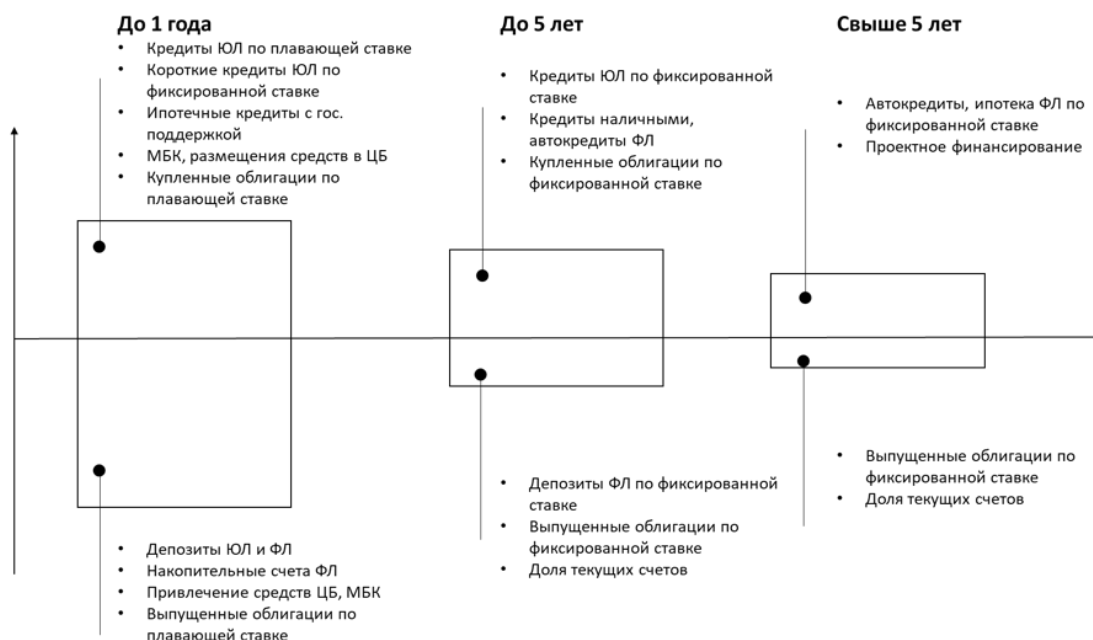 До 1 года
• Кредиты ЮЛ по плавающей ставке
• Короткие кредиты ЮЛ по
фиксированной ставке
• Ипотечные кредиты с гос.
поддержкой
• МБК, размещения средств в ЦБ
• Купленные облигации по
плавающей ставке
До 5 лет
• Кредиты ЮЛ по фиксированной
ставке
• Кредиты наличными,
автокредиты ФЛ
• Купленные облигации по
фиксированной ставке
Свыше 5 лет
• Автокредиты, ипотека ФЛ по
фиксированной ставке
• Проектное финансирование
• Депозиты ЮЛ и ФЛ
• Накопительные счета ФЛ
• Привлечение средств ЦБ, МБК
• Выпущенные облигации по
плавающей ставке
• Депозиты ФЛ по фиксированной
ставке
• Выпущенные облигации по
фиксированной ставке
• Доля текущих счетов
• Выпущенные облигации по
фиксированной ставке
• Доля текущих счетов